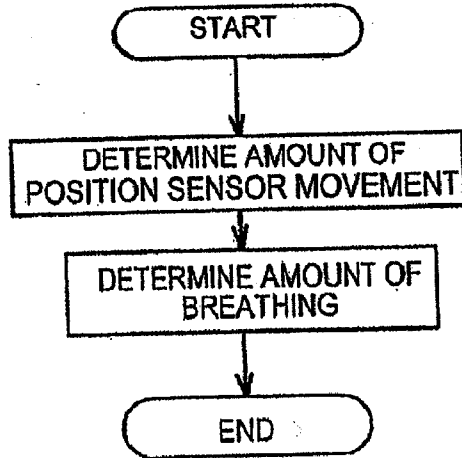 START
DETERMINE AMOUNT OF
POSITION SENSOR MOVEMENT
DETERMINE AMOUNT OF
BREATHING
END